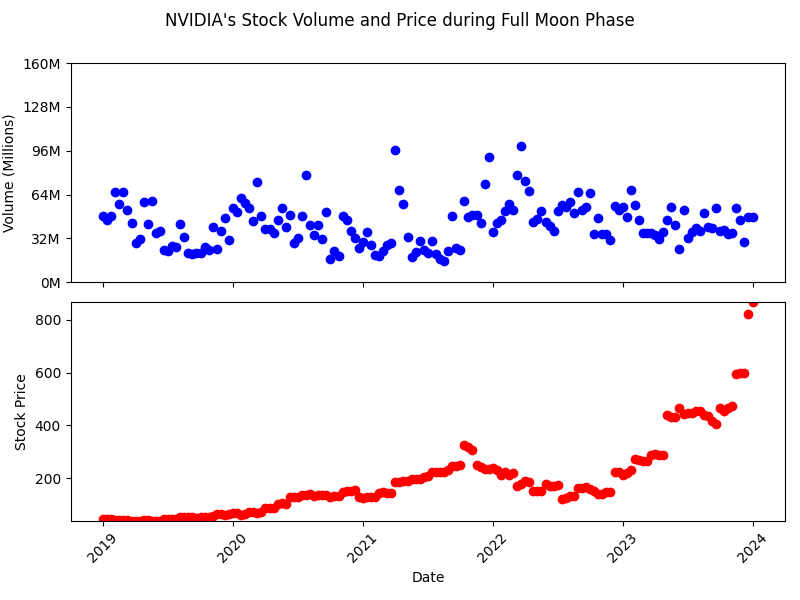 NVIDIA's Stock Volume and Price during Full Moon Phase
160M
128M
96M
64M
32M
0M
Volume (Millions)
800
600
400
200
Stock Price
2019 2020 2021 2022 2023 2024
Date